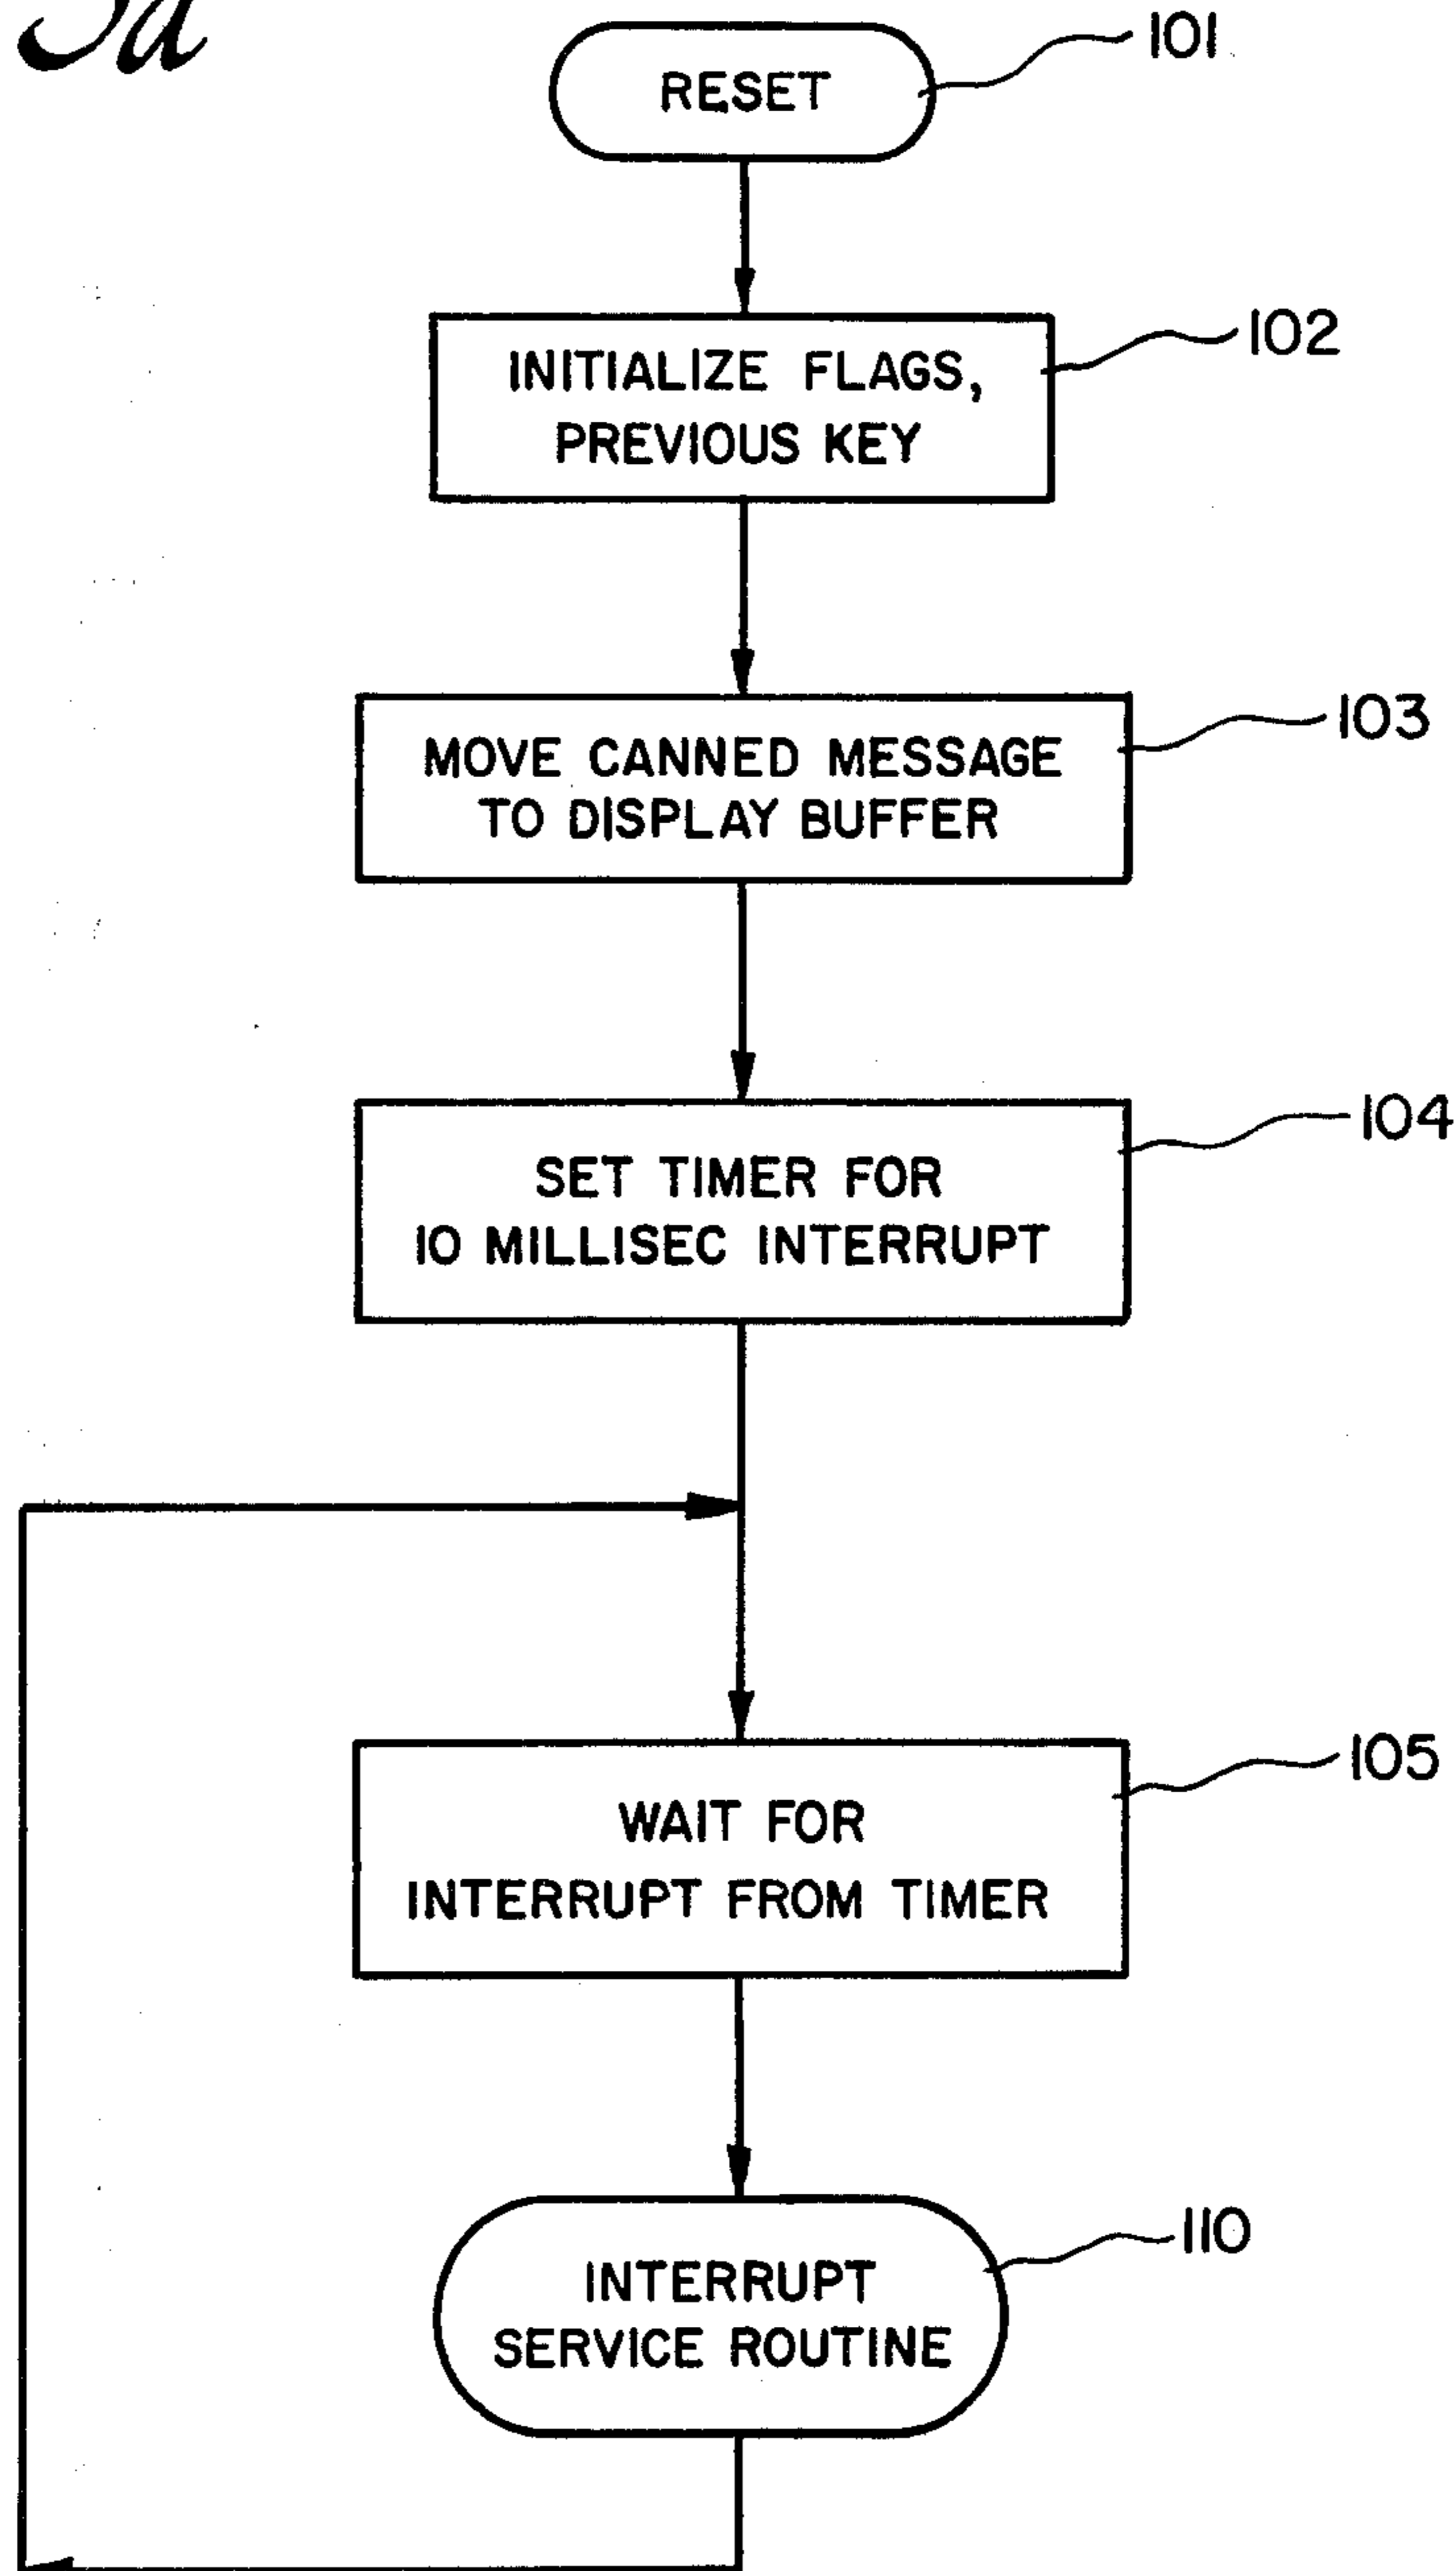 101
RESET
102
INITIALIZE FLAGS,
PREVIOUS KEY
103
MOVE CANNED MESSAGE
TO DISPLAY BUFFER
104
SET TIMER FOR
10 MILLISEC INTERRUPT
105
WAIT FOR
INTERRUPT FROM TIMER
110
INTERRUPT
SERVICE ROUTINE